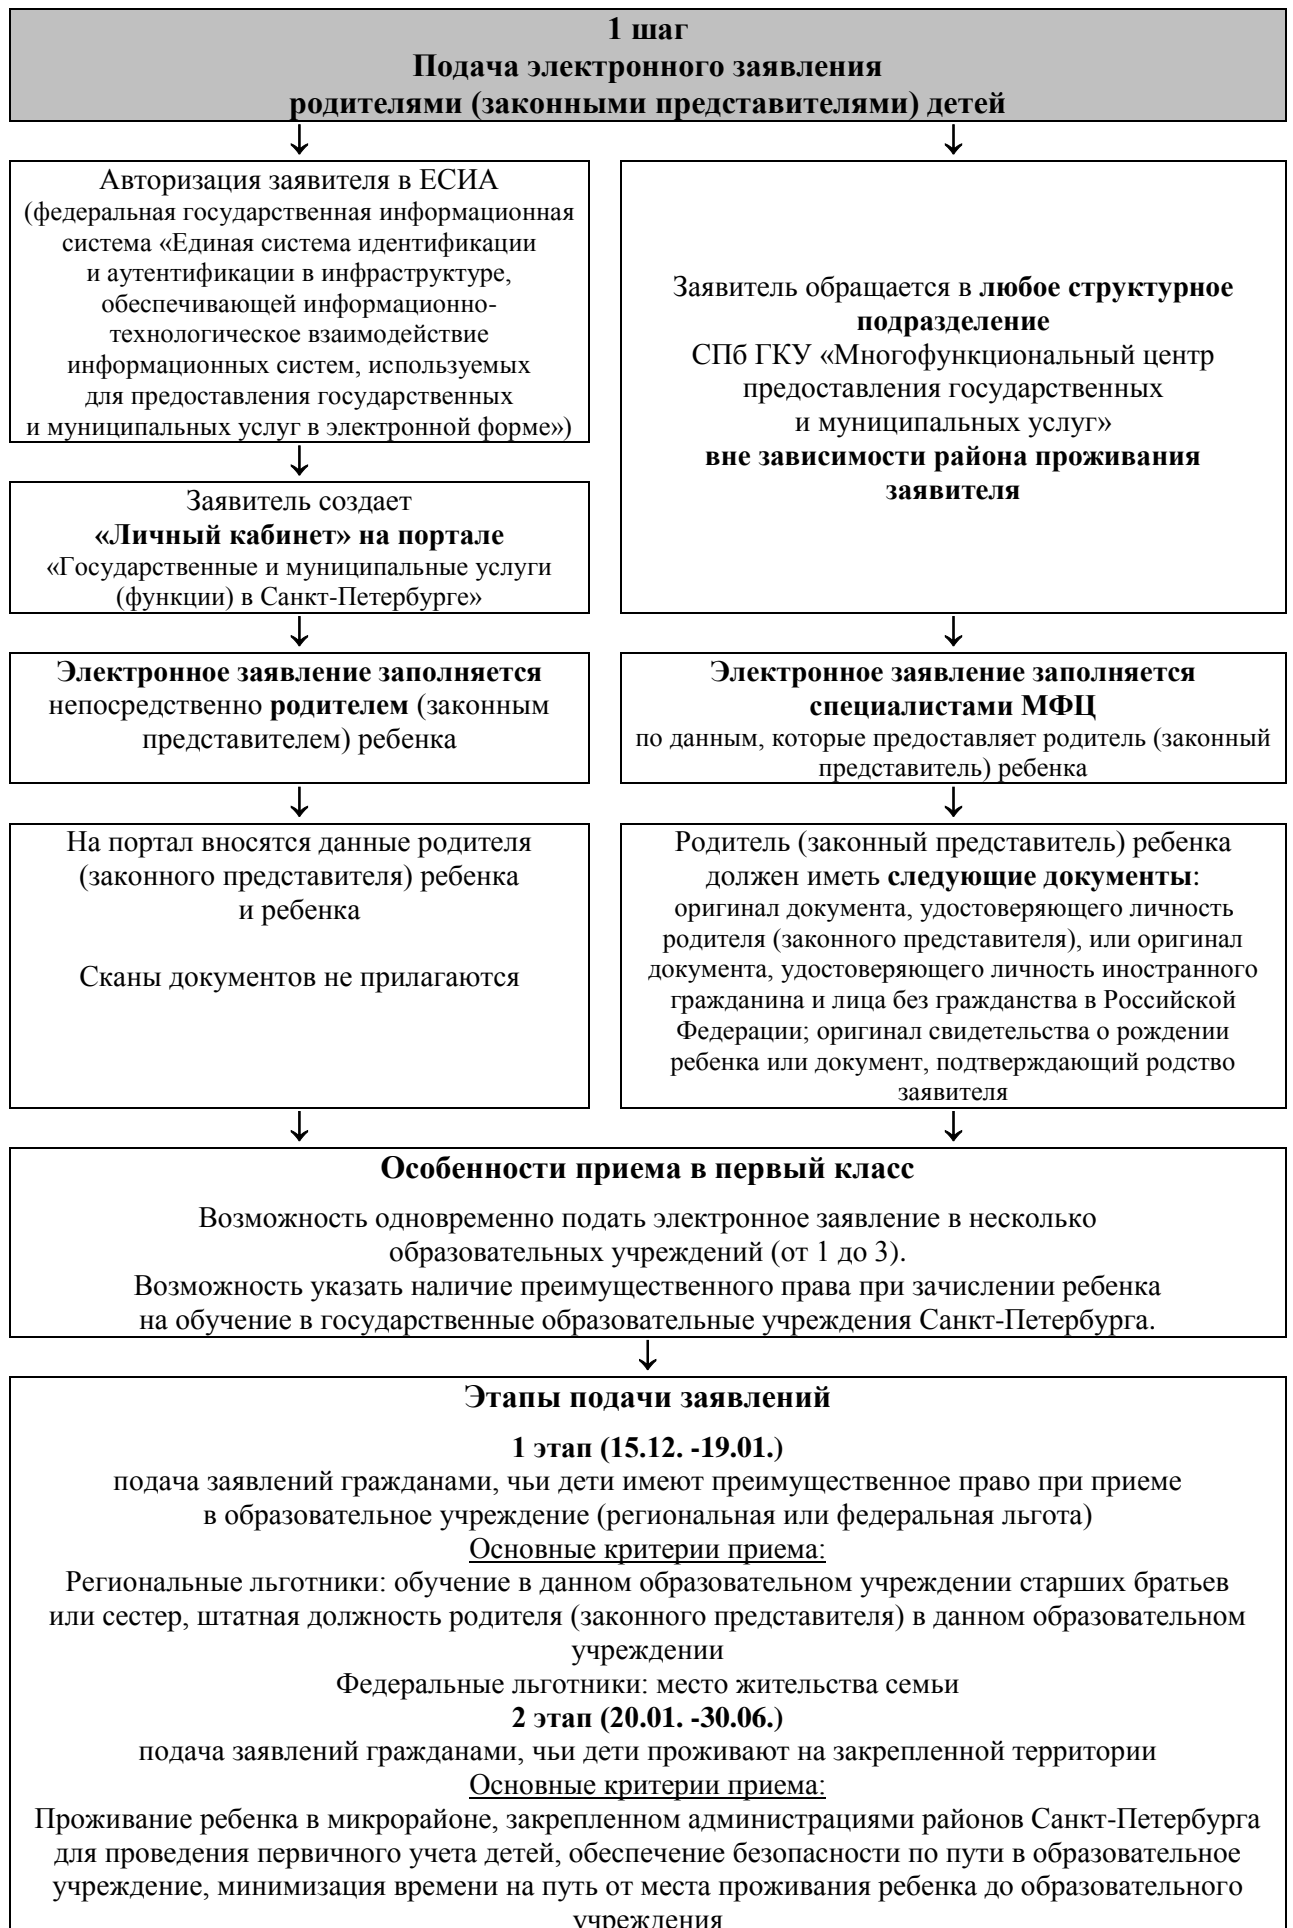 1 шаг
Подача электронного заявления
родителями (законными представителями) детей
Авторизация заявителя в ЕСИА
(федеральная государственная информационная
система «Единая система идентификации
и аутентификации в инфраструктуре,
обеспечивающей информационно-
технологическое взаимодействие
информационных систем, используемых
для предоставления государственных
и муниципальных услуг в электронной форме»)
Заявитель создает
«Личный кабинет» на портале
«Государственные и муниципальные услуги
(функции) в Санкт-Петербурге»
Электронное заявление заполняется
непосредственно родителем (законным
представителем) ребенка
На портал вносятся данные родителя
(законного представителя) ребенка
и ребенка
Сканы документов не прилагаются
Заявитель обращается в любое структурное
подразделение
СПб ГКУ «Многофункциональный центр
предоставления государственных
и муниципальных услуг»
вне зависимости района проживания
заявителя
Электронное заявление заполняется
специалистами МФЦ
по данным, которые предоставляет родитель (законный
представитель) ребенка
Родитель (законный представитель) ребенка
должен иметь следующие документы:
оригинал документа, удостоверяющего личность
родителя (законного представителя), или оригинал
документа, удостоверяющего личность иностранного
гражданина и лица без гражданства в Российской
Федерации; оригинал свидетельства о рождении
ребенка или документ, подтверждающий родство
заявителя
Особенности приема в первый класс
Возможность одновременно подать электронное заявление в несколько
образовательных учреждений (от 1 до 3).
Возможность указать наличие преимущественного права при зачислении ребенка
на обучение в государственные образовательные учреждения Санкт-Петербурга.
Этапы подачи заявлений
1 этап (15.12. -19.01.)
подача заявлений гражданами, чьи дети имеют преимущественное право при приеме
в образовательное учреждение (региональная или федеральная льгота)
Основные критерии приема:
Региональные льготники: обучение в данном образовательном учреждении старших братьев
или сестер, штатная должность родителя (законного представителя) в данном образовательном
учреждении
Федеральные льготники: место жительства семьи
2 этап (20.01. -30.06.)
подача заявлений гражданами, чьи дети проживают на закрепленной территории
Основные критерии приема:
Проживание ребенка в микрорайоне, закрепленном администрациями районов Санкт-Петербурга
для проведения первичного учета детей, обеспечение безопасности по пути в образовательное
учреждение, минимизация времени на путь от места проживания ребенка до образовательного
учреждения